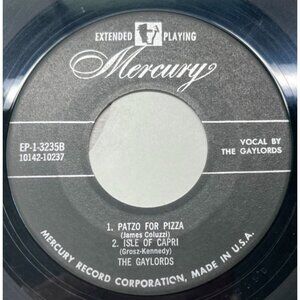 EXTENDED PLAYING
Mercury
EP-1-3235B
10142-10237
VOCAL BY
THE GAYLORDS
1. PATZO FOR PIZZA
(James Coluzzi)
2. ISLE OF CAPRI
(Grosz-Kennedy)
THE GAYLORDS
MERCURY RECORD CORPORATION, MADE IN U.S.A.